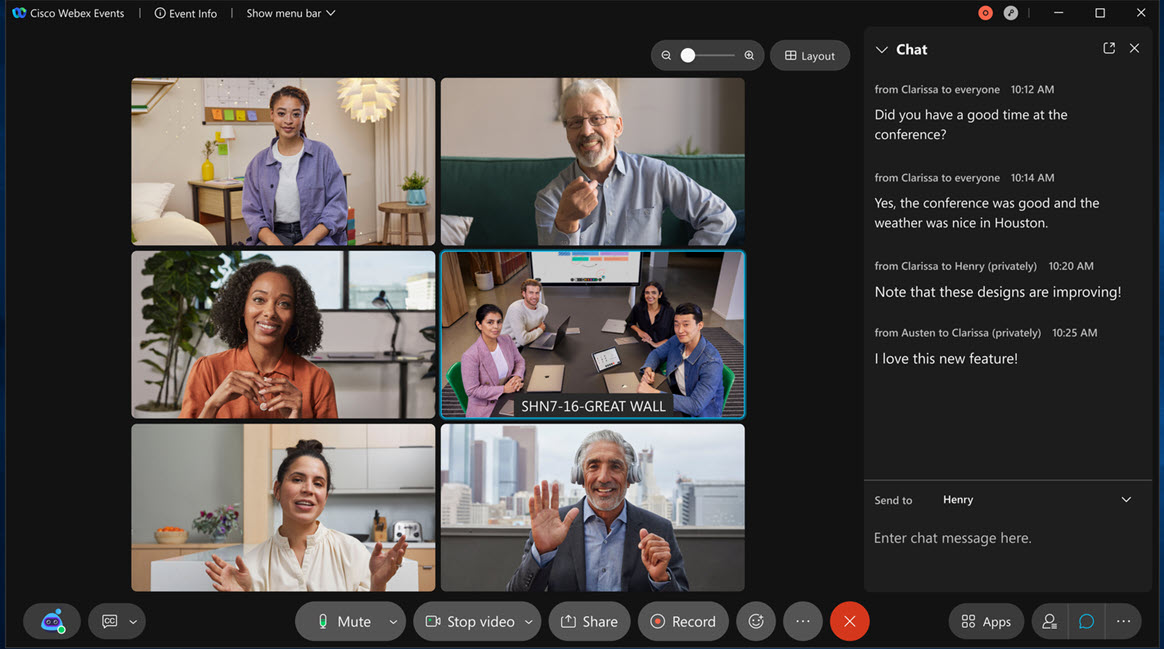 Cisco Webex Events
Event Info
Show menu bar
Layout
SHN7-16-GREAT WALL
Chat
from Clarissa to everyone 10:12 AM
Did you have a good time at the
conference?
from Clarissa to everyone 10:14 AM
Yes, the conference was good and the
weather was nice in Houston.
from Clarissa to Henry (privately) 10:20 AM
Note that these designs are improving!
from Austen to Clarissa (privately) 10:25 AM
I love this new feature!
Send to Henry
Enter chat message here.
CC
Mute
Stop video
Share
Record
Apps